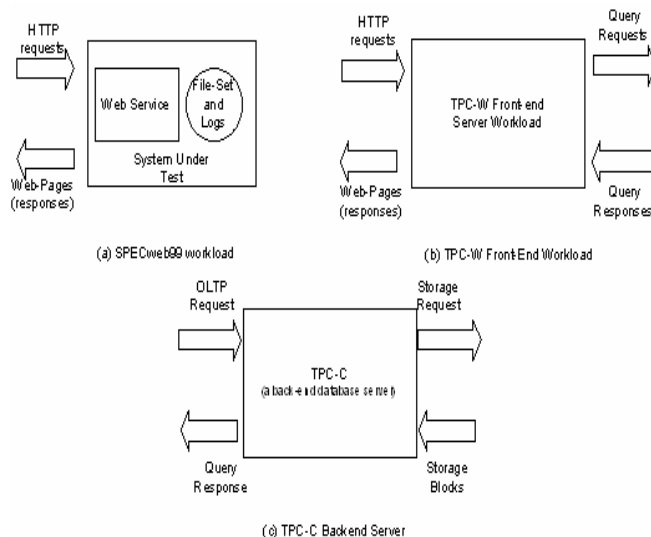 HTTP
requests
Web Service
File-Set
and
Logs
System Under
Test
Web-Pages
(responses)
(a) SPECweb99 workload
HTTP
requests
Query
Requests
TPC-W Front-end
Server Workload
Web-Pages
(responses)
Query
Responses
(b) TPC-W Front-End Workload
OLTP
Request
Storage
Request
TPC-C
(a back-end database server)
Query
Response
Storage
Blocks
(c) TPC-C Backend Server